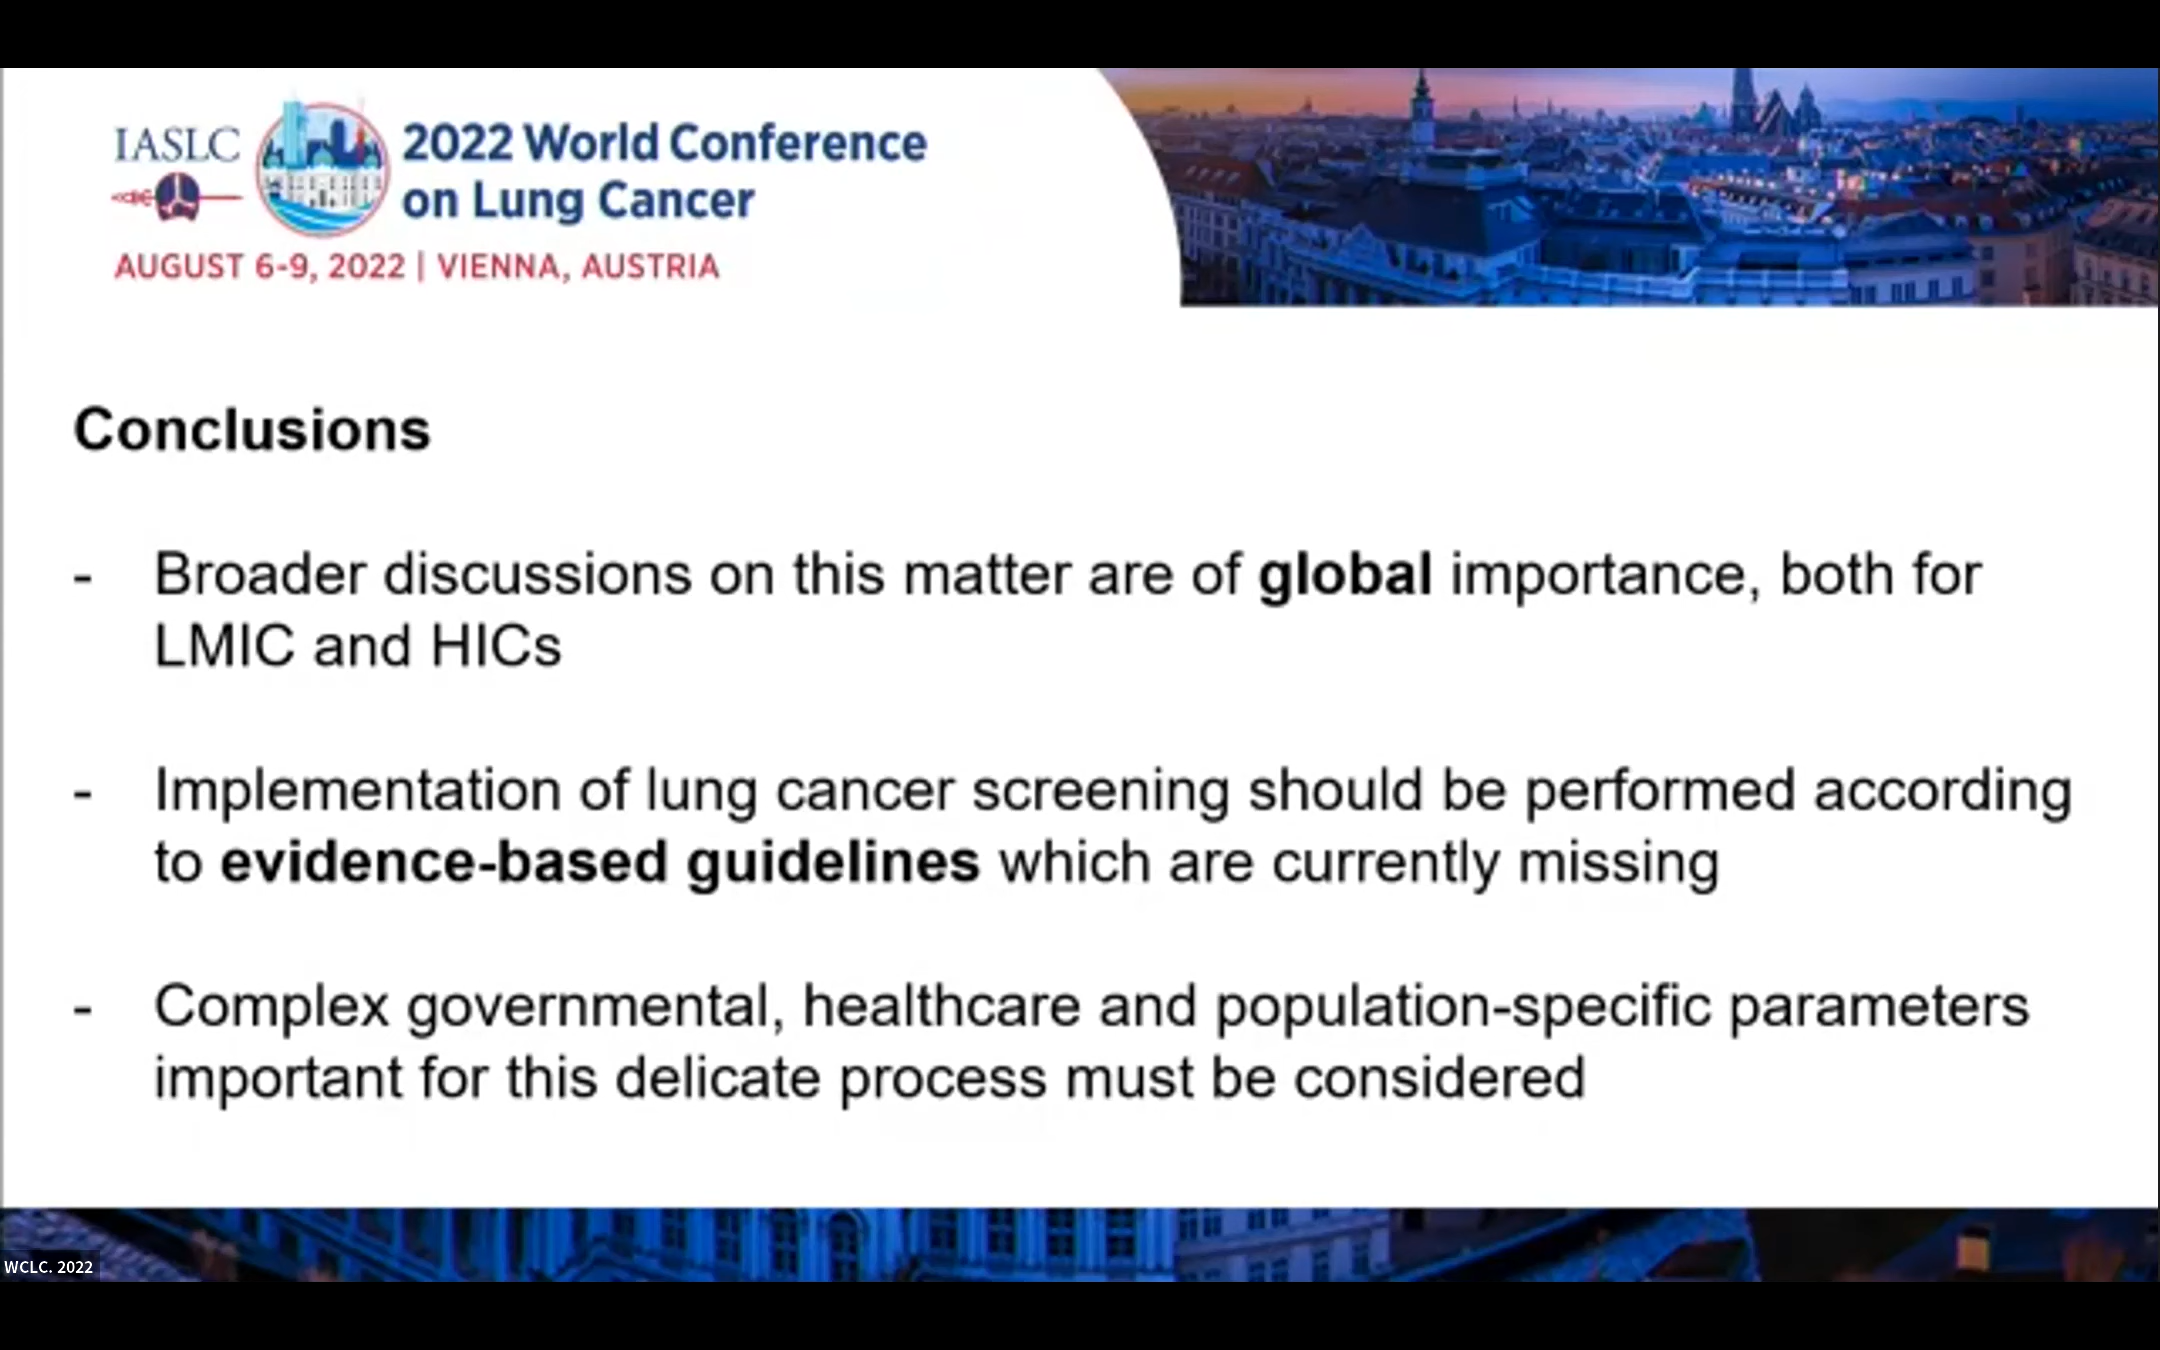 IASLC
2022 World Conference
on Lung Cancer
AUGUST 6-9, 2022 | VIENNA, AUSTRIA
Conclusions
- Broader discussions on this matter are of global importance, both for
LMIC and HICs
- Implementation of lung cancer screening should be performed according
to evidence-based guidelines which are currently missing
- Complex governmental, healthcare and population-specific parameters
important for this delicate process must be considered
WCLC. 2022